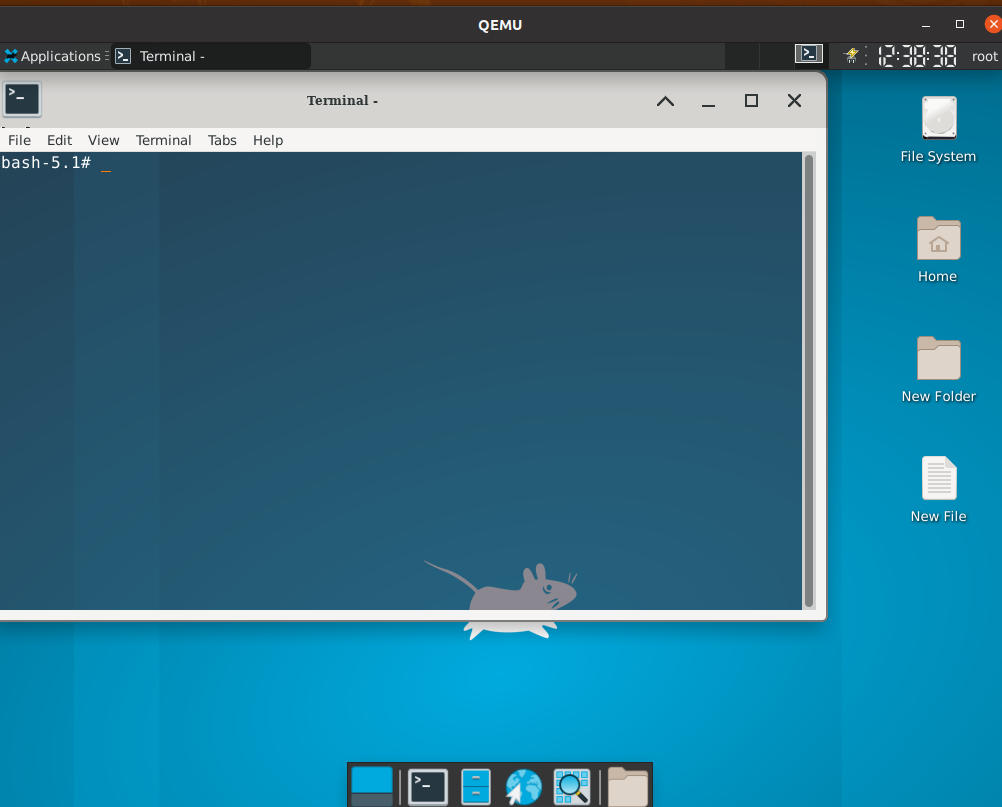 QEMU
Applications
Terminal -
12:38:38
root
Terminal -
File Edit View Terminal Tabs Help
bash-5.1# _
File System
Home
New Folder
New File